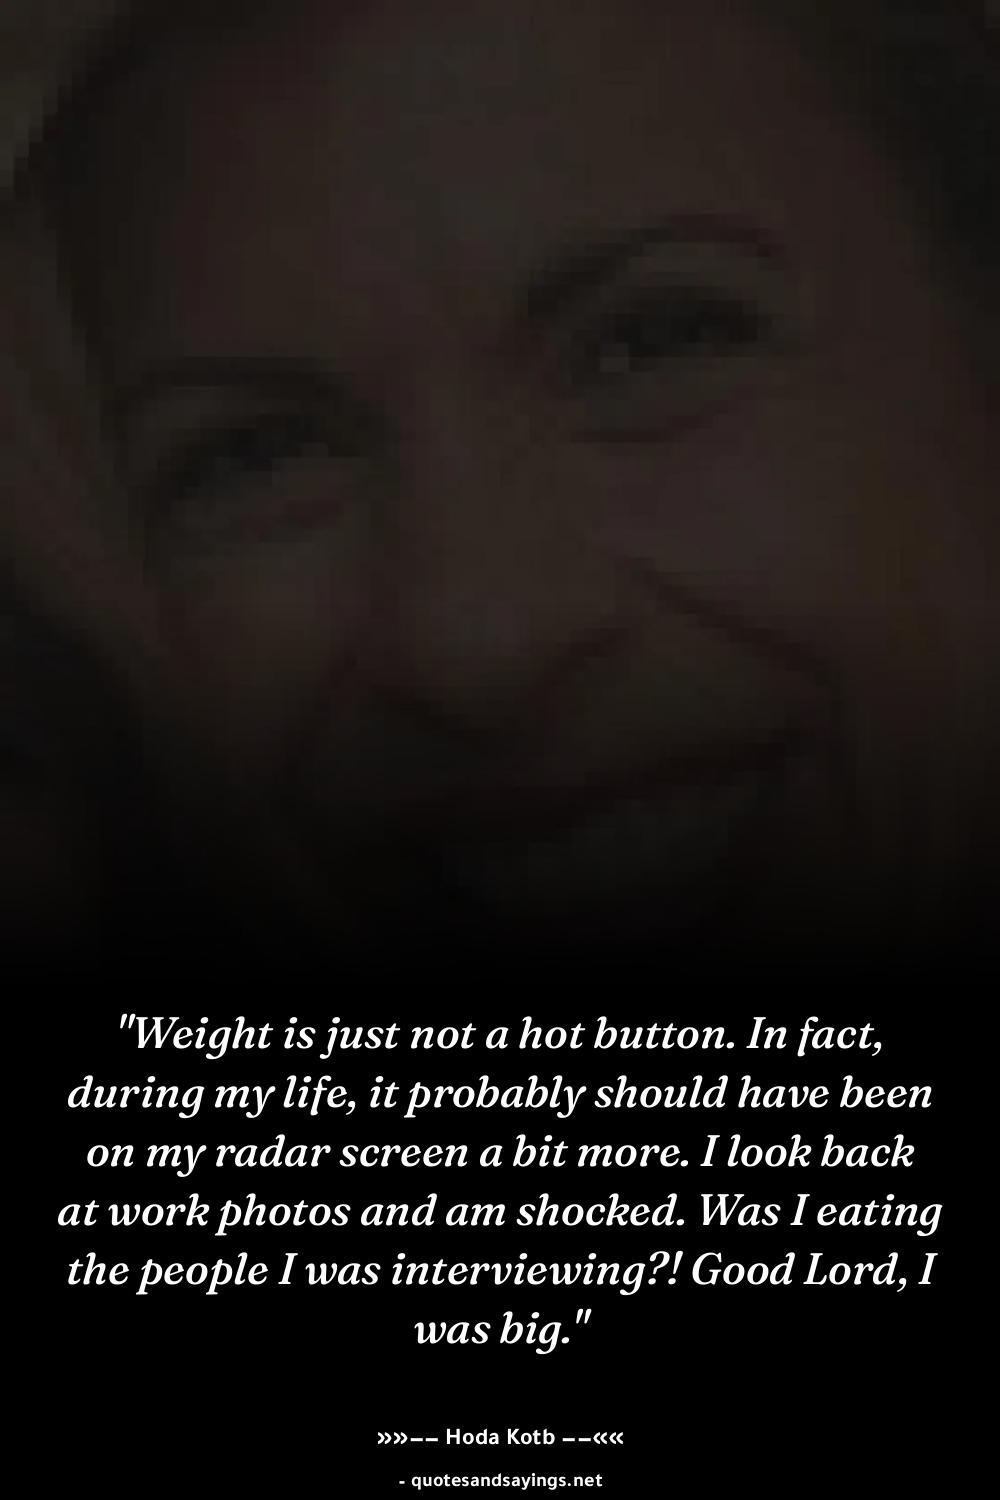 "Weight is just not a hot button. In fact,
during my life, it probably should have been
on my radar screen a bit more. I look back
at work photos and am shocked. Was I eating
the people I was interviewing?! Good Lord, I
was big."
»»–– Hoda Kotb ––««
- quotesandsayings.net